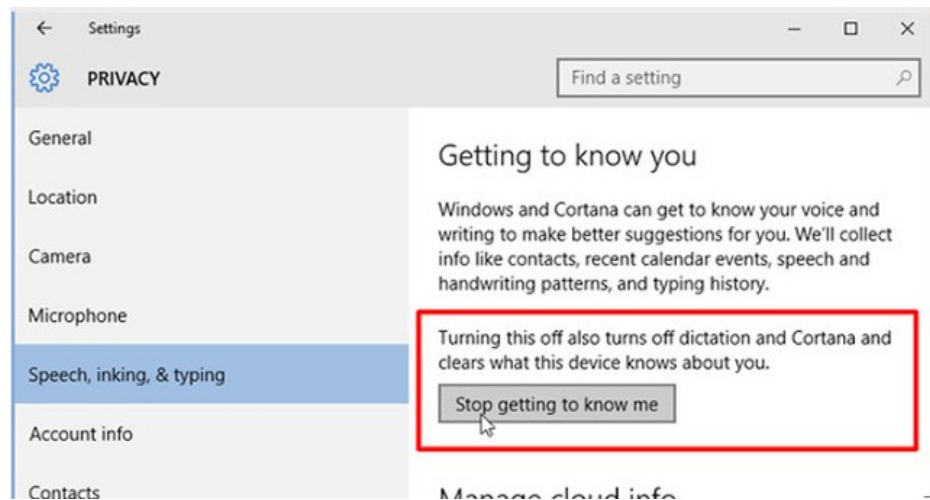 Settings
PRIVACY
Find a setting
General
Location
Camera
Microphone
Speech, inking, & typing
Account info
Contacts
Getting to know you
Windows and Cortana can get to know your voice and
writing to make better suggestions for you. We'll collect
info like contacts, recent calendar events, speech and
handwriting patterns, and typing history.
Turning this off also turns off dictation and Cortana and
clears what this device knows about you.
Stop getting to know me
Manage cloud info